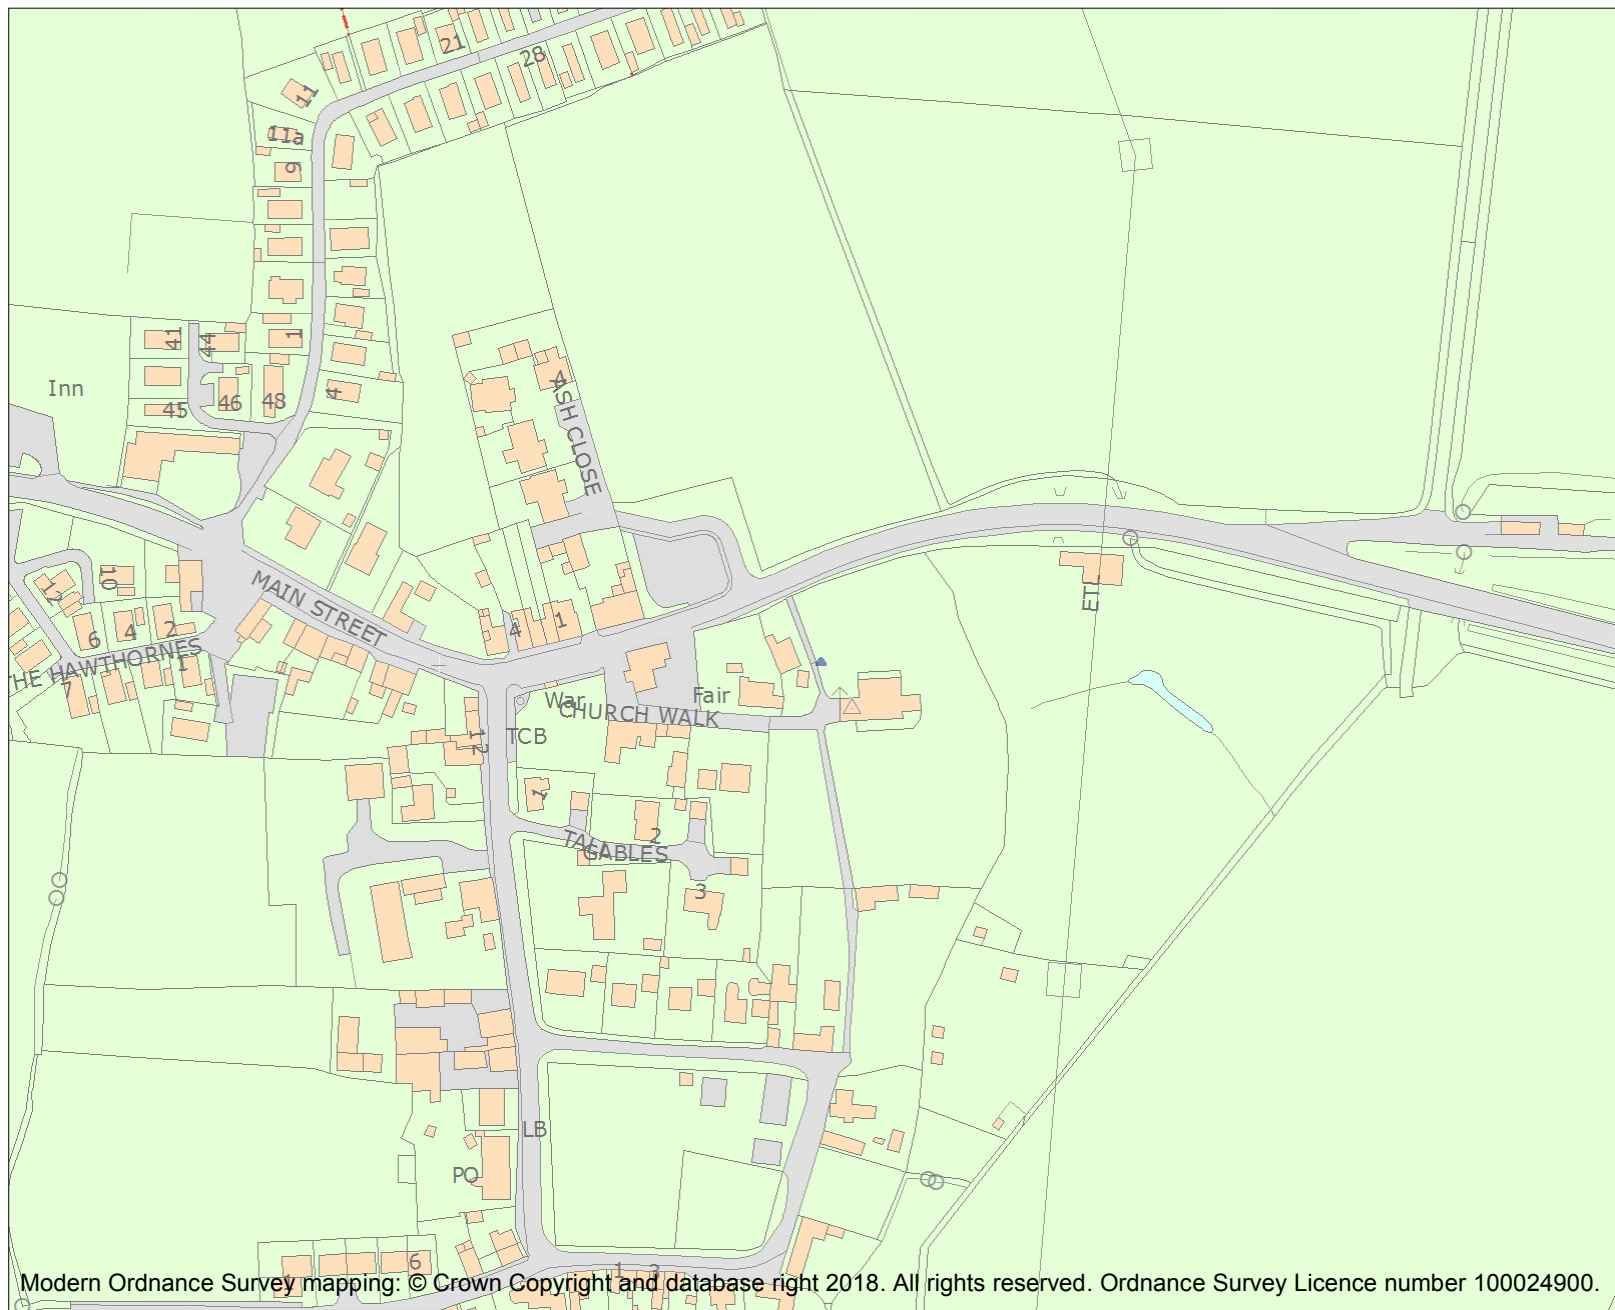 21
28
11
11a
9
1
41
44
Inn
45
46
48
4
4
ASH CLOSE
12
10
MAIN STREET
6
4
2
4
1
THE HAWTHORNES
1
7
ETL
War
Fair
CHURCH WALK
12
TCB
1
TALL
GABLES
2
3
LB
PO
6
1
1
3
Modern Ordnance Survey mapping: © Crown Copyright and database right 2018. All rights reserved. Ordnance Survey Licence number 100024900.